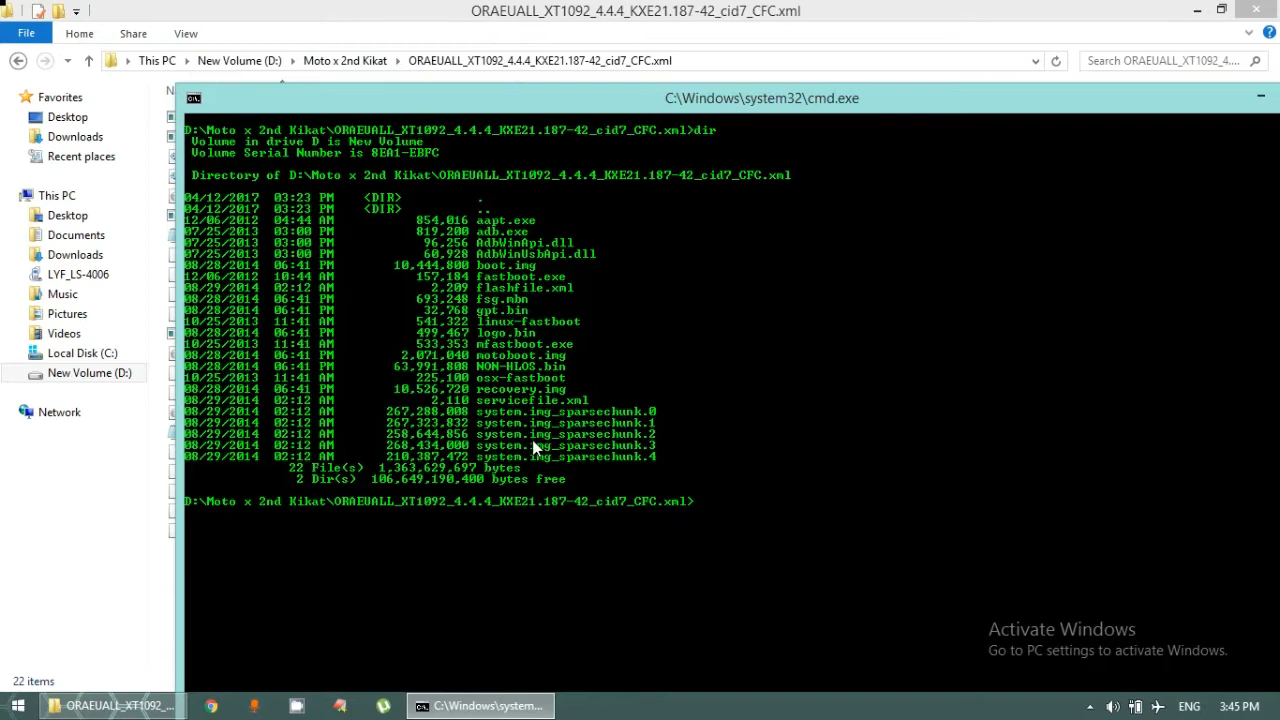 ORAEUALL_XT1092_4.4.4_KXE21.187-42_cid7_CFC.xml
File Home Share View
This PC New Volume (D:) Moto x 2nd Kikat ORAEUALL_XT1092_4.4.4_KXE21.187-42_cid7_CFC.xml Search ORAEUALL_XT1092_4....
Favorites
Desktop
Downloads
Recent places
This PC
Desktop
Documents
Downloads
LYF_LS-4006
Music
Pictures
Videos
Local Disk (C:)
New Volume (D:)
Network
22 items
N
C:\Windows\system32\cmd.exe
D:\Moto x 2nd Kikat\ORAEUALL_XT1092_4.4.4_KXE21.187-42_cid7_CFC.xml>dir
Volume in drive D is New Volume
Volume Serial Number is 8EA1-EBFC
Directory of D:\Moto x 2nd Kikat\ORAEUALL_XT1092_4.4.4_KXE21.187-42_cid7_CFC.xml
04/12/2017 03:23 PM <DIR> .
04/12/2017 03:23 PM <DIR> ..
12/06/2012 04:44 AM 854,016 aapt.exe
07/25/2013 03:00 PM 819,200 adb.exe
07/25/2013 03:00 PM 96,256 AdbWinApi.dll
07/25/2013 03:00 PM 60,928 AdbWinUsbApi.dll
08/28/2014 06:41 PM 10,444,800 boot.img
12/06/2012 10:44 AM 157,184 fastboot.exe
08/29/2014 02:12 AM 2,209 flashfile.xml
08/28/2014 06:41 PM 693,248 fsg.mbn
08/28/2014 06:41 PM 32,768 gpt.bin
10/25/2013 11:41 AM 541,322 linux-fastboot
08/28/2014 06:41 PM 499,467 logo.bin
10/25/2013 11:41 AM 533,353 mfastboot.exe
08/28/2014 06:41 PM 2,071,040 motoboot.img
08/28/2014 06:41 PM 63,991,808 NON-HLOS.bin
10/25/2013 11:41 AM 225,100 osx-fastboot
08/28/2014 06:41 PM 10,526,720 recovery.img
08/29/2014 02:12 AM 2,110 servicefile.xml
08/29/2014 02:12 AM 267,288,008 system.img_sparsechunk.0
08/29/2014 02:12 AM 267,323,832 system.img_sparsechunk.1
08/29/2014 02:12 AM 258,644,856 system.img_sparsechunk.2
08/29/2014 02:12 AM 268,434,000 system.img_sparsechunk.3
08/29/2014 02:12 AM 210,387,472 system.img_sparsechunk.4
22 File(s) 1,363,629,697 bytes
2 Dir(s) 106,649,190,400 bytes free
D:\Moto x 2nd Kikat\ORAEUALL_XT1092_4.4.4_KXE21.187-42_cid7_CFC.xml>
Activate Windows
Go to PC settings to activate Windows.
ORAEUALL_XT1092_... C:\Windows\system... ENG 3:45 PM